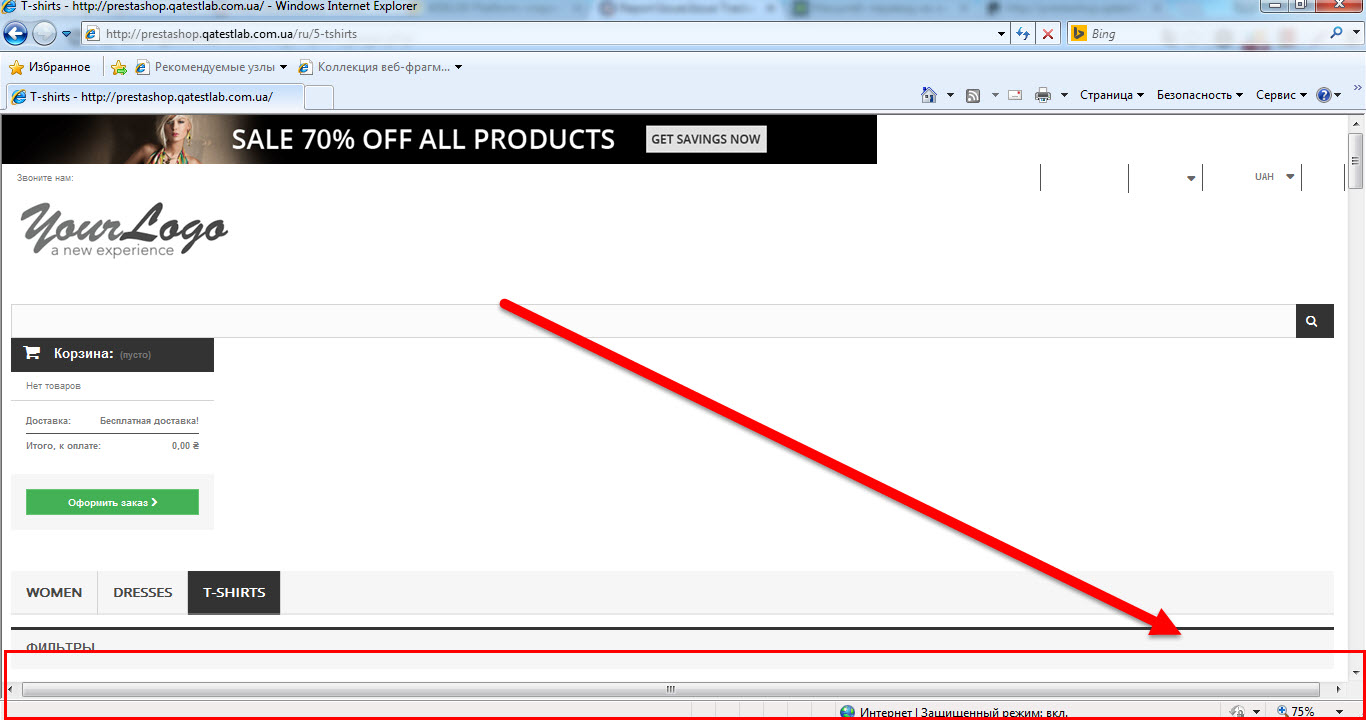 T-shirts - http://prestashop.qatestlab.com.ua/ - Windows Internet Explorer
http://prestashop.qatestlab.com.ua/ru/5-tshirts
Bing
Избранное
Рекомендуемые узлы
Коллекция веб-фрагм...
T-shirts - http://prestashop.qatestlab.com.ua/
Страница
Безопасность
Сервис
SALE 70% OFF ALL PRODUCTS
GET SAVINGS NOW
Звоните нам:
UAH
YourLogo
a new experience
Корзина: (пусто)
Нет товаров
Доставка: Бесплатная доставка!
Итого, к оплате: 0,00 ₴
Оформить заказ
WOMEN
DRESSES
T-SHIRTS
ФИЛЬТРЫ
Интернет | Защищенный режим: вкл.
75%